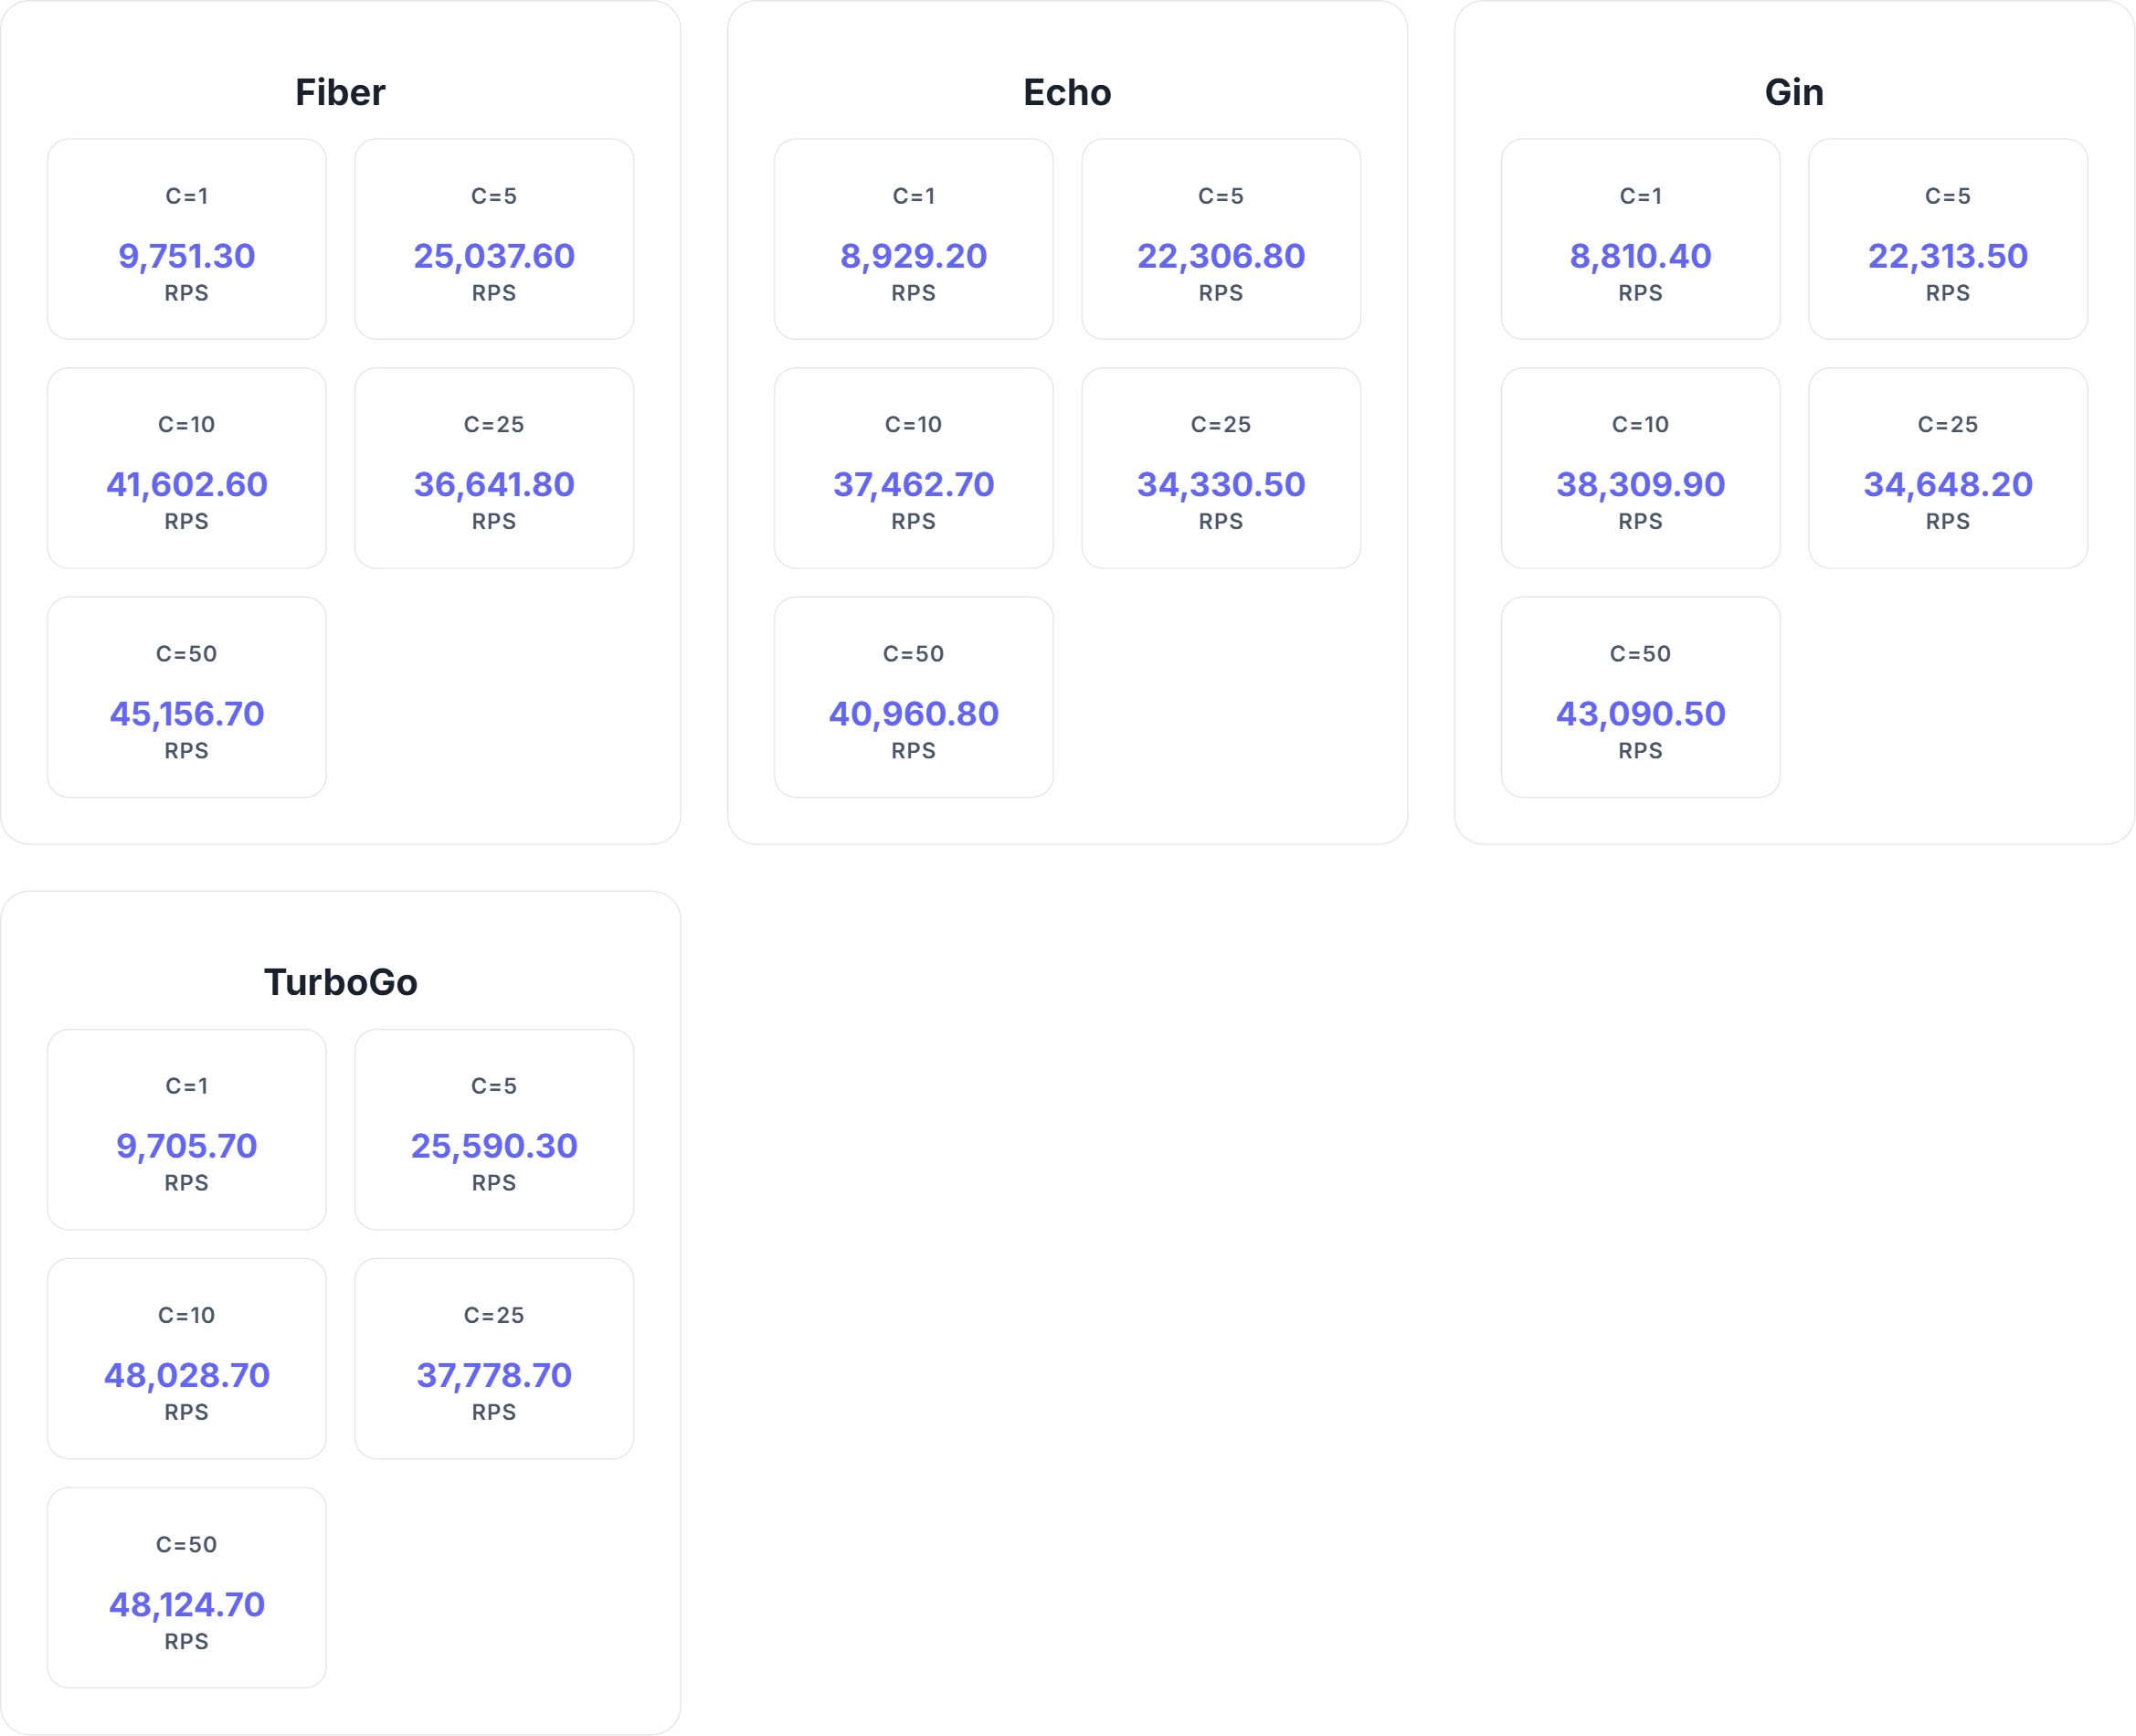 Fiber
C=1
9,751.30
RPS
C=5
25,037.60
RPS
C=10
41,602.60
RPS
C=25
36,641.80
RPS
C=50
45,156.70
RPS
Echo
C=1
8,929.20
RPS
C=5
22,306.80
RPS
C=10
37,462.70
RPS
C=25
34,330.50
RPS
C=50
40,960.80
RPS
Gin
C=1
8,810.40
RPS
C=5
22,313.50
RPS
C=10
38,309.90
RPS
C=25
34,648.20
RPS
C=50
43,090.50
RPS
TurboGo
C=1
9,705.70
RPS
C=5
25,590.30
RPS
C=10
48,028.70
RPS
C=25
37,778.70
RPS
C=50
48,124.70
RPS